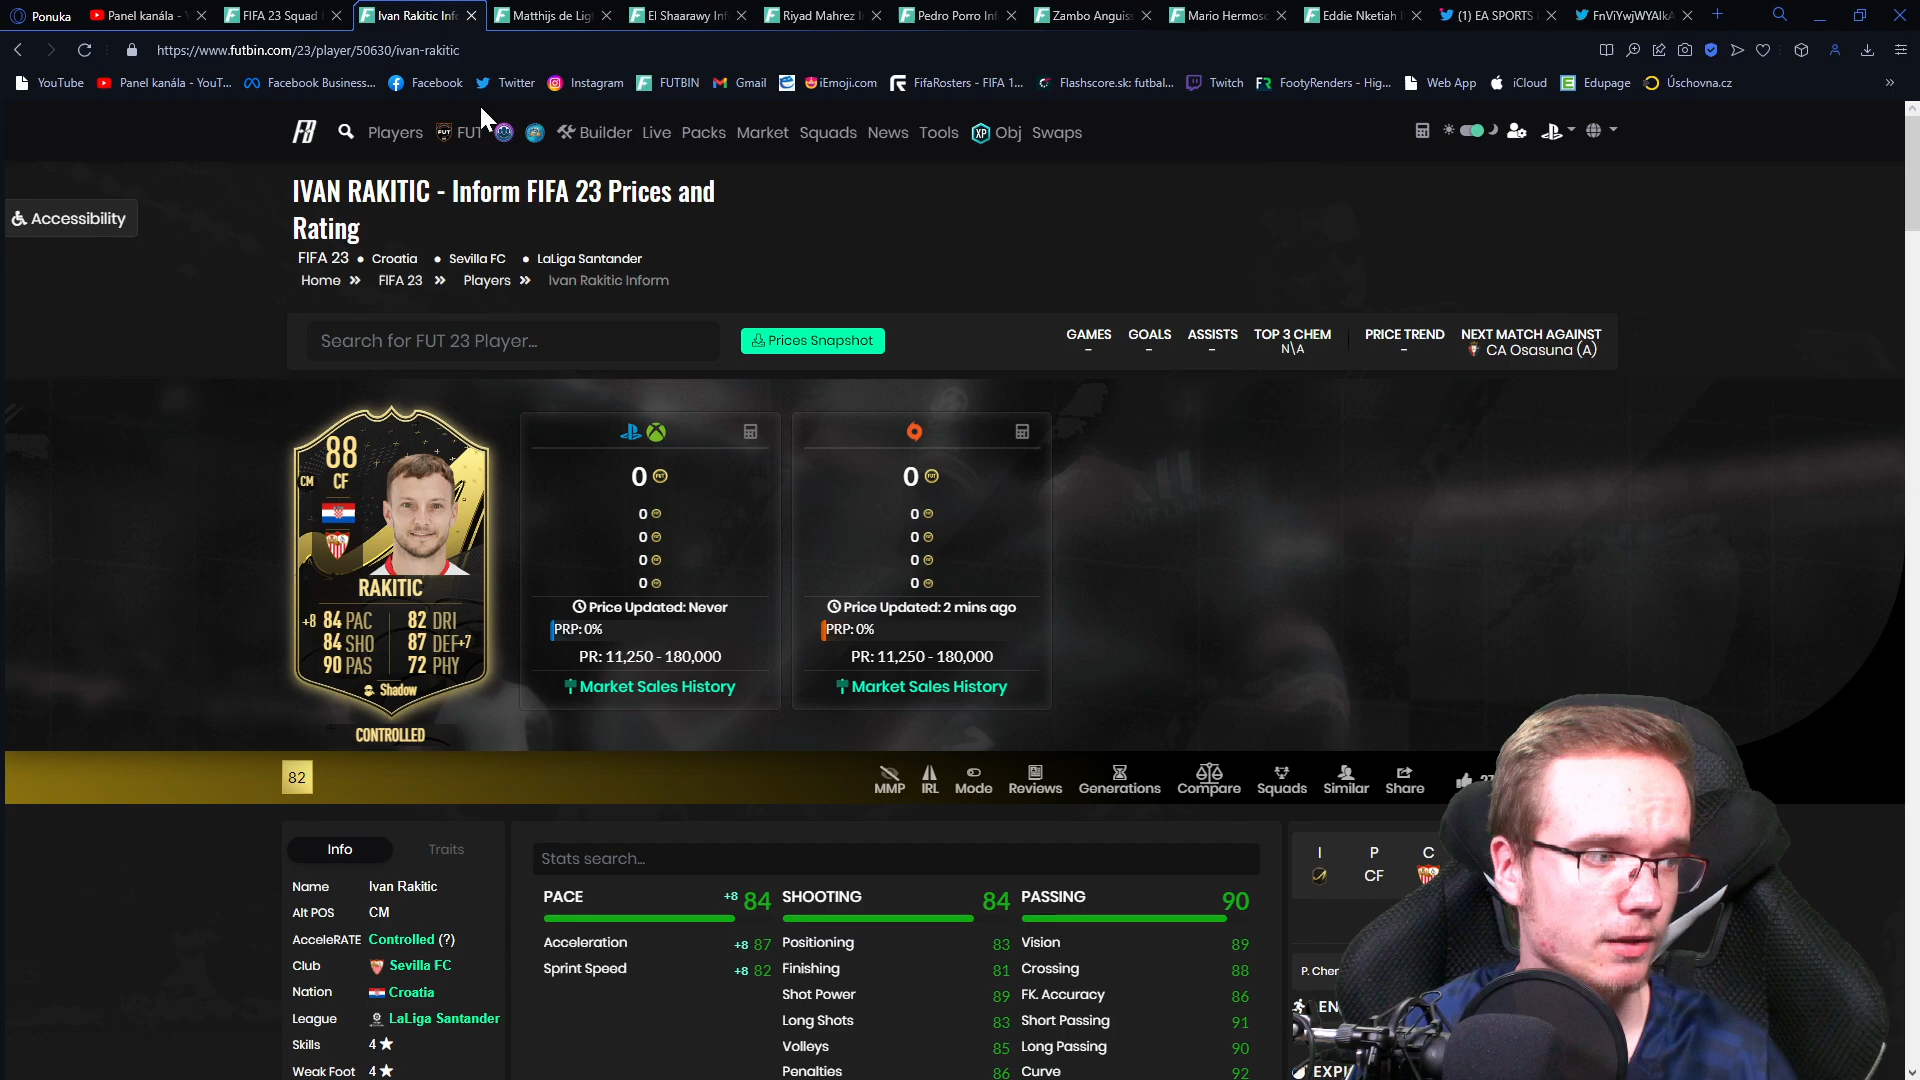 Ponuka
Panel kanála -
FIFA 23 Squad
Ivan Rakitic Info
Matthijs de Lig
El Shaarawy Inf
Riyad Mahrez I
Pedro Porro Inf
Zambo Anguiss
Mario Hermoso
Eddie Nketiah I
(1) EA SPORTS
FnViYwjWYAIkA
https://www.futbin.com/23/player/50630/ivan-rakitic
YouTube
Panel kanála - YouT...
Facebook Business...
Facebook
Twitter
Instagram
FUTBIN
Gmail
iEmoji.com
FifaRosters - FIFA 1...
Flashscore.sk: futbal...
Twitch
FootyRenders - Hig...
Web App
iCloud
Edupage
Úschovna.cz
Players
FUT
Builder
Live
Packs
Market
Squads
News
Tools
Obj
Swaps
IVAN RAKITIC - Inform FIFA 23 Prices and
Rating
Accessibility
FIFA 23 • Croatia • Sevilla FC • LaLiga Santander
Home » FIFA 23 » Players » Ivan Rakitic Inform
Search for FUT 23 Player...
Prices Snapshot
GAMES
-
GOALS
-
ASSISTS
-
TOP 3 CHEM
N\A
PRICE TREND
-
NEXT MATCH AGAINST
CA Osasuna (A)
88
CF
CM
RAKITIC
+8 84 PAC
84 SHO
90 PAS
82 DRI
87 DEF+7
72 PHY
Shadow
CONTROLLED
0
0
0
0
0
Price Updated: Never
PRP: 0%
PR: 11,250 - 180,000
Market Sales History
0
0
0
0
0
Price Updated: 2 mins ago
PRP: 0%
PR: 11,250 - 180,000
Market Sales History
82
MMP
IRL
Mode
Reviews
Generations
Compare
Squads
Similar
Share
Info
Traits
Name Ivan Rakitic
Alt POS CM
AcceleRATE Controlled (?)
Club Sevilla FC
Nation Croatia
League LaLiga Santander
Skills 4
Weak Foot 4
Stats search...
PACE +8 84
Acceleration +8 87
Sprint Speed +8 82
SHOOTING 84
Positioning 83
Finishing 81
Shot Power 89
Long Shots 83
Volleys 85
Penalties 86
PASSING 90
Vision 89
Crossing 88
FK. Accuracy 86
Short Passing 91
Long Passing 90
Curve 92
I P C
CF
P. Cher
EN
EXPL